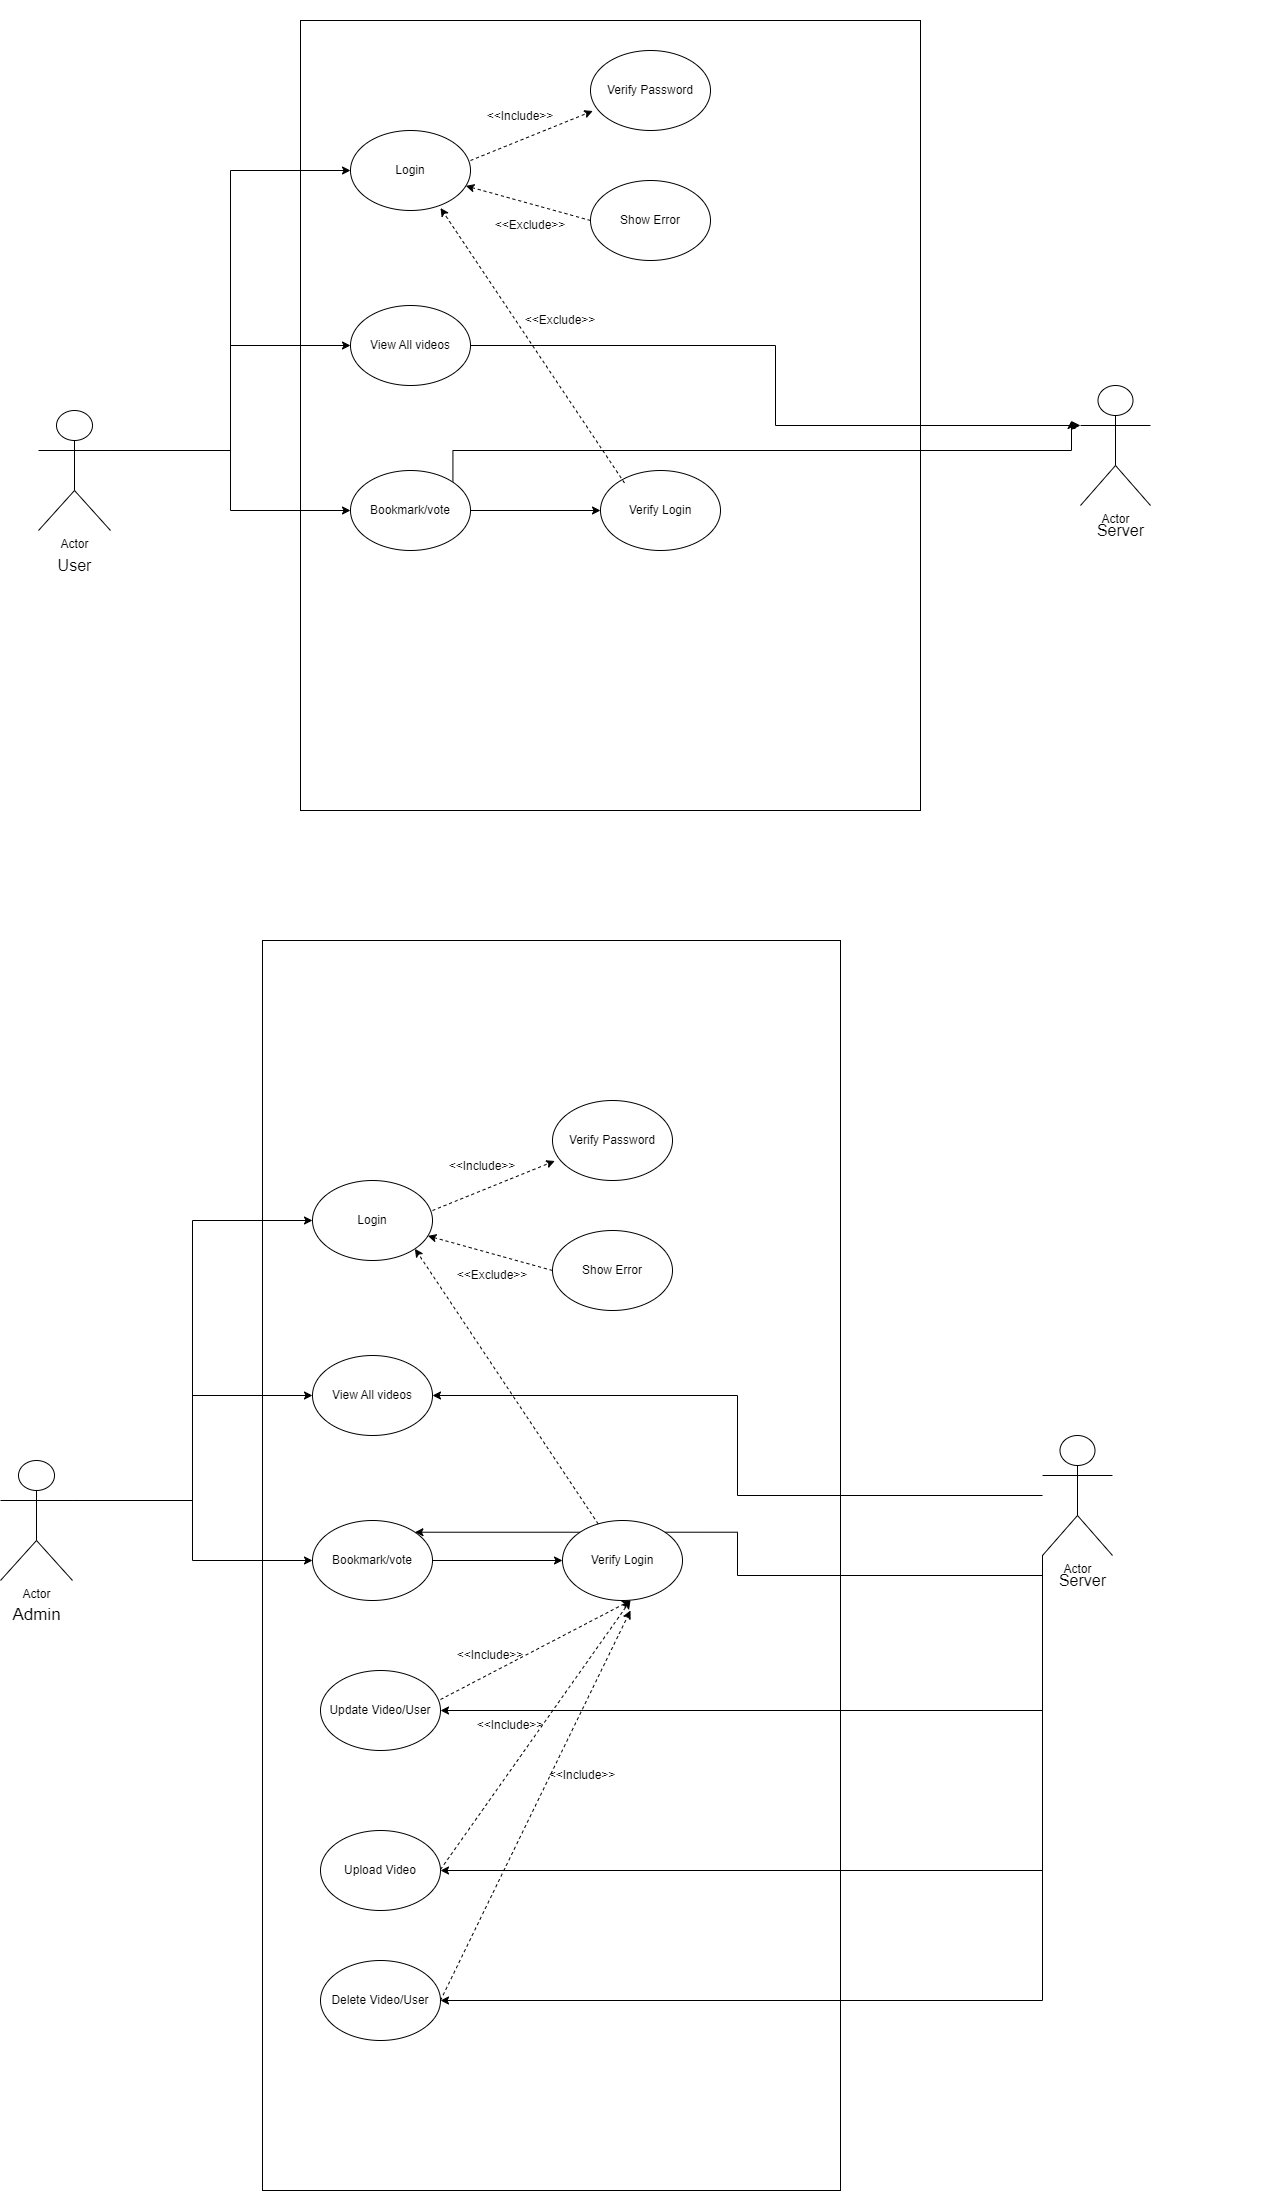 Verify Password
<<Include>>
Login
Show Error
<<Exclude>>
<<Exclude>>
View All videos
Bookmark/vote
Verify Login
Actor
User
Actor
Server
Verify Password
<<Include>>
Login
Show Error
<<Exclude>>
View All videos
Bookmark/vote
Verify Login
Actor
Admin
Actor
Server
<<Include>>
Update Video/User
<<Include>>
<<Include>>
Upload Video
Delete Video/User